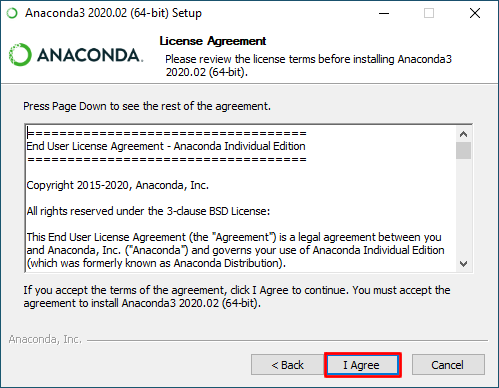 Anaconda3 2020.02 (64-bit) Setup
ANACONDA.
License Agreement
Please review the license terms before installing Anaconda3
2020.02 (64-bit).
Press Page Down to see the rest of the agreement.
===================================
End User License Agreement - Anaconda Individual Edition
===================================
Copyright 2015-2020, Anaconda, Inc.
All rights reserved under the 3-clause BSD License:
This End User License Agreement (the "Agreement") is a legal agreement between you
and Anaconda, Inc. ("Anaconda") and governs your use of Anaconda Individual Edition
(which was formerly known as Anaconda Distribution).
If you accept the terms of the agreement, click I Agree to continue. You must accept the
agreement to install Anaconda3 2020.02 (64-bit).
Anaconda, Inc.
< Back
I Agree
Cancel